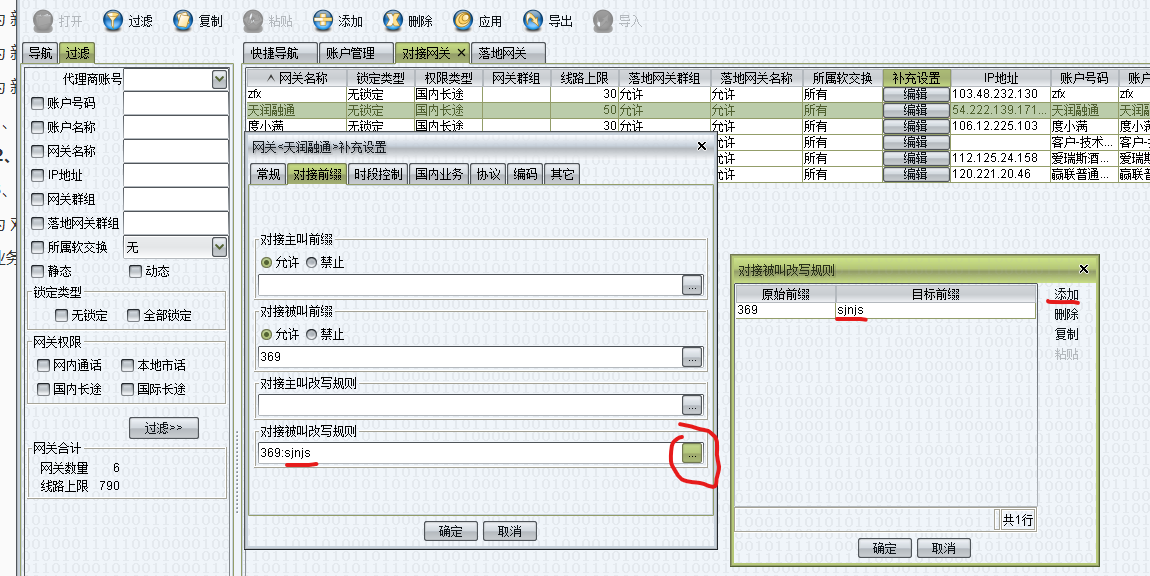 打开 过滤 复制 粘贴 添加 删除 应用 导出 导入
导航 过滤
快捷导航 账户管理 对接网关 × 落地网关
代理商账号
账户号码
账户名称
网关名称
IP地址
网关群组
落地网关群组
所属软交换 无
静态 动态
锁定类型
无锁定 全部锁定
网关权限
网内通话 本地市话
国内长途 国际长途
过滤>>
网关合计
网关数量 6
线路上限 790
网关名称 锁定类型 权限类型 网关群组 线路上限 落地网关群组 落地网关名称 所属软交换 补充设置 IP地址 账户号码 账户
zfx 无锁定 国内长途 30 允许 允许 所有 编辑 103.48.232.130 zfx zfx
天润融通 无锁定 国内长途 50 允许 允许 所有 编辑 54.222.139.171... 天润融通 天润
度小满 无锁定 国内长途 30 允许 允许 所有 编辑 106.12.225.103 度小满 度小满
允许 所有 编辑 客户-技术... 客户-
允许 所有 编辑 112.125.24.158 爱瑞斯酒... 爱瑞斯
允许 所有 编辑 120.221.20.46 赢联普通... 赢联普
网关<天润融通>补充设置 ×
常规 对接前缀 时段控制 国内业务 协议 编码 其它
对接主叫前缀
允许 禁止
...
对接被叫前缀
允许 禁止
369 ...
对接主叫改写规则
...
对接被叫改写规则
369:sjnjs ...
确定 取消
对接被叫改写规则 ×
原始前缀 目标前缀
369 sjnjs
添加
删除
复制
粘贴
共1行
确定 取消